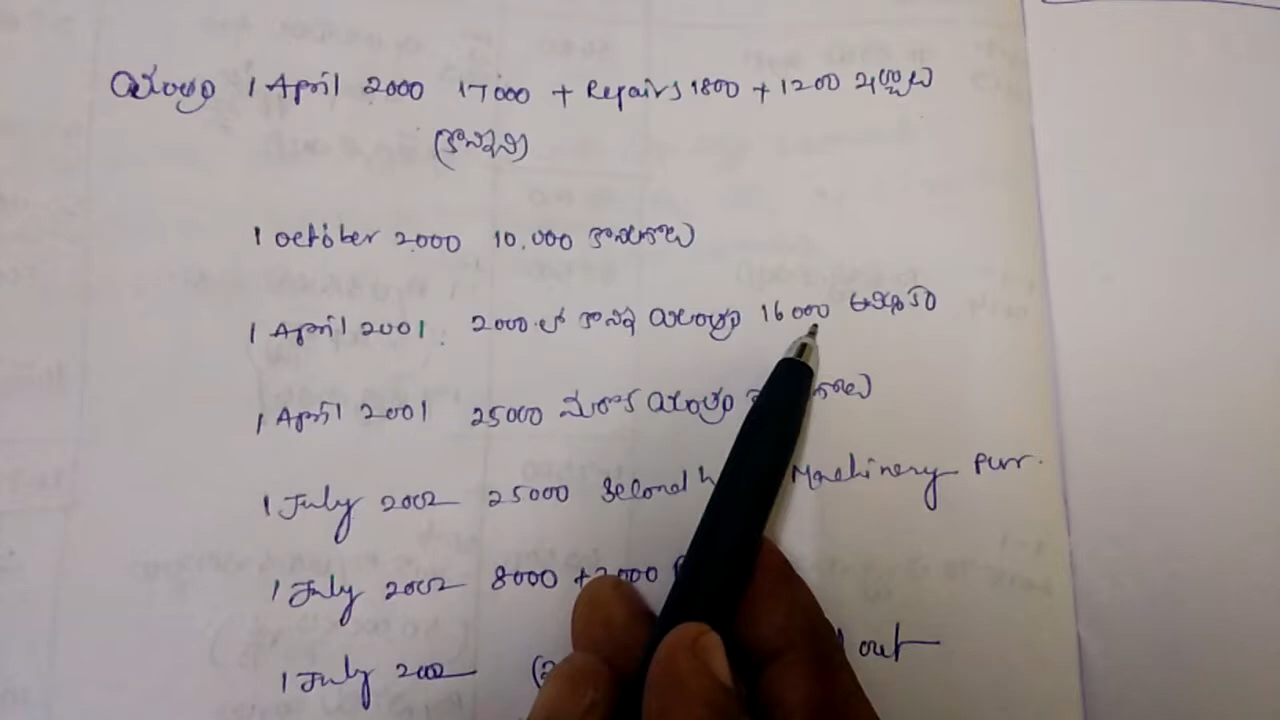 యంత్రం 1 April 2000 17000 + Repairs 1800 + 1200
1 october 2000 10.000 కొనుగోలు
1 April 2001. 2000.లో కొన్న యంత్రం 16000 అమ్మకం
1 April 2001 25000 మరొక యంత్రం
1 July 2002 25000 Second Machinery Purr.
1 July 2002 8000 + 2000
1 July 2002 out